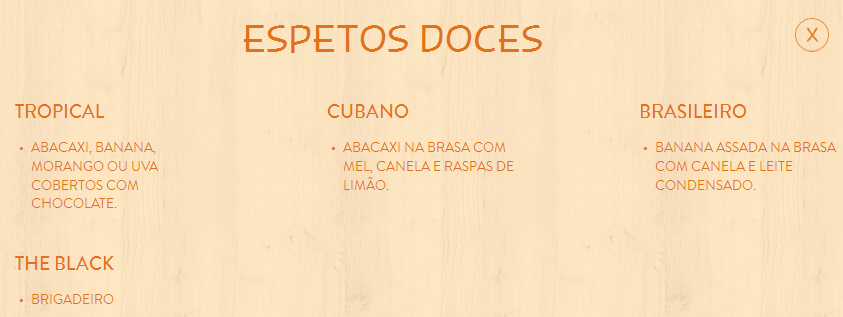 ESPETOS DOCES
X
TROPICAL
• ABACAXI, BANANA,
MORANGO OU UVA
COBERTOS COM
CHOCOLATE.
CUBANO
• ABACAXI NA BRASA COM
MEL, CANELA E RASPAS DE
LIMÃO.
BRASILEIRO
• BANANA ASSADA NA BRASA
COM CANELA E LEITE
CONDENSADO.
THE BLACK
• BRIGADEIRO